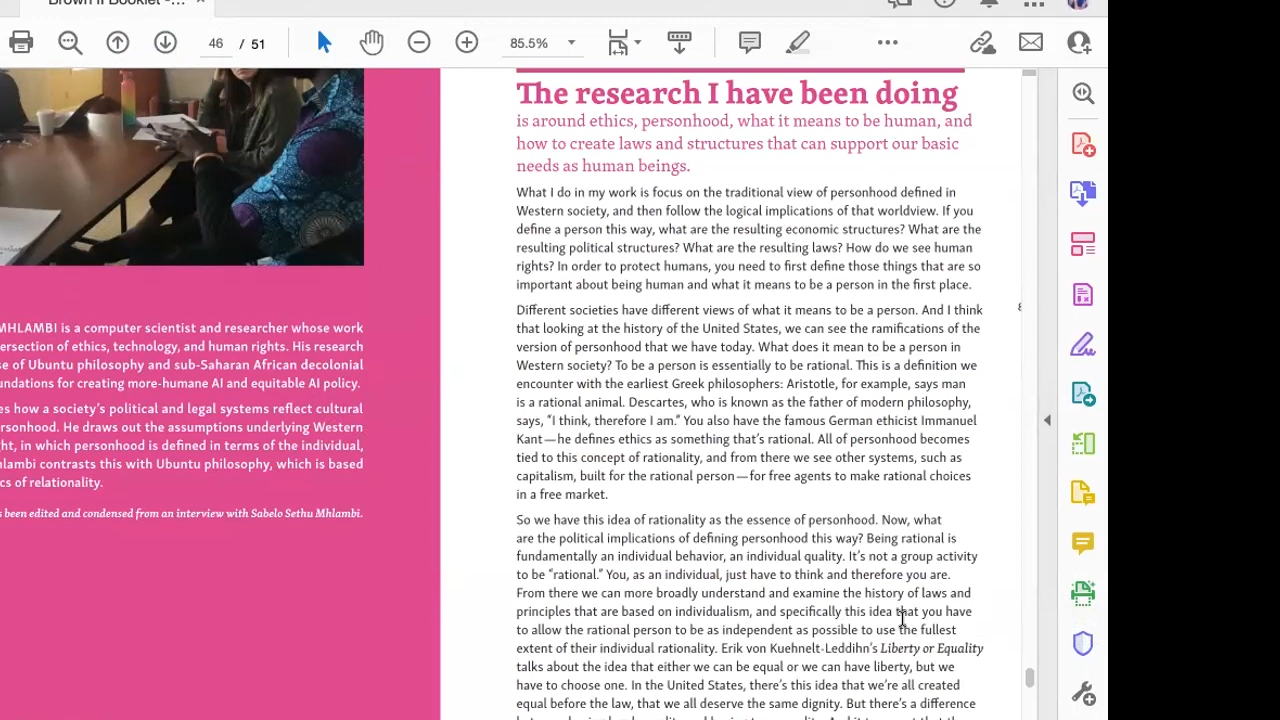 Brown II Booklet -...
46 / 51
85.5%
MHLAMBI is a computer scientist and researcher whose work
ersection of ethics, technology, and human rights. His research
se of Ubuntu philosophy and sub-Saharan African decolonial
undations for creating more-humane AI and equitable AI policy.
es how a society's political and legal systems reflect cultural
rsonhood. He draws out the assumptions underlying Western
ht, in which personhood is defined in terms of the individual,
hlambi contrasts this with Ubuntu philosophy, which is based
ics of relationality.
s been edited and condensed from an interview with Sabelo Sethu Mhlambi.
The research I have been doing
is around ethics, personhood, what it means to be human, and
how to create laws and structures that can support our basic
needs as human beings.
What I do in my work is focus on the traditional view of personhood defined in
Western society, and then follow the logical implications of that worldview. If you
define a person this way, what are the resulting economic structures? What are the
resulting political structures? What are the resulting laws? How do we see human
rights? In order to protect humans, you need to first define those things that are so
important about being human and what it means to be a person in the first place.
Different societies have different views of what it means to be a person. And I think
that looking at the history of the United States, we can see the ramifications of the
version of personhood that we have today. What does it mean to be a person in
Western society? To be a person is essentially to be rational. This is a definition we
encounter with the earliest Greek philosophers: Aristotle, for example, says man
is a rational animal. Descartes, who is known as the father of modern philosophy,
says, "I think, therefore I am." You also have the famous German ethicist Immanuel
Kant—he defines ethics as something that's rational. All of personhood becomes
tied to this concept of rationality, and from there we see other systems, such as
capitalism, built for the rational person—for free agents to make rational choices
in a free market.
So we have this idea of rationality as the essence of personhood. Now, what
are the political implications of defining personhood this way? Being rational is
fundamentally an individual behavior, an individual quality. It's not a group activity
to be "rational." You, as an individual, just have to think and therefore you are.
From there we can more broadly understand and examine the history of laws and
principles that are based on individualism, and specifically this idea that you have
to allow the rational person to be as independent as possible to use the fullest
extent of their individual rationality. Erik von Kuehnelt-Leddihn's Liberty or Equality
talks about the idea that either we can be equal or we can have liberty, but we
have to choose one. In the United States, there's this idea that we're all created
equal before the law, that we all deserve the same dignity. But there's a difference